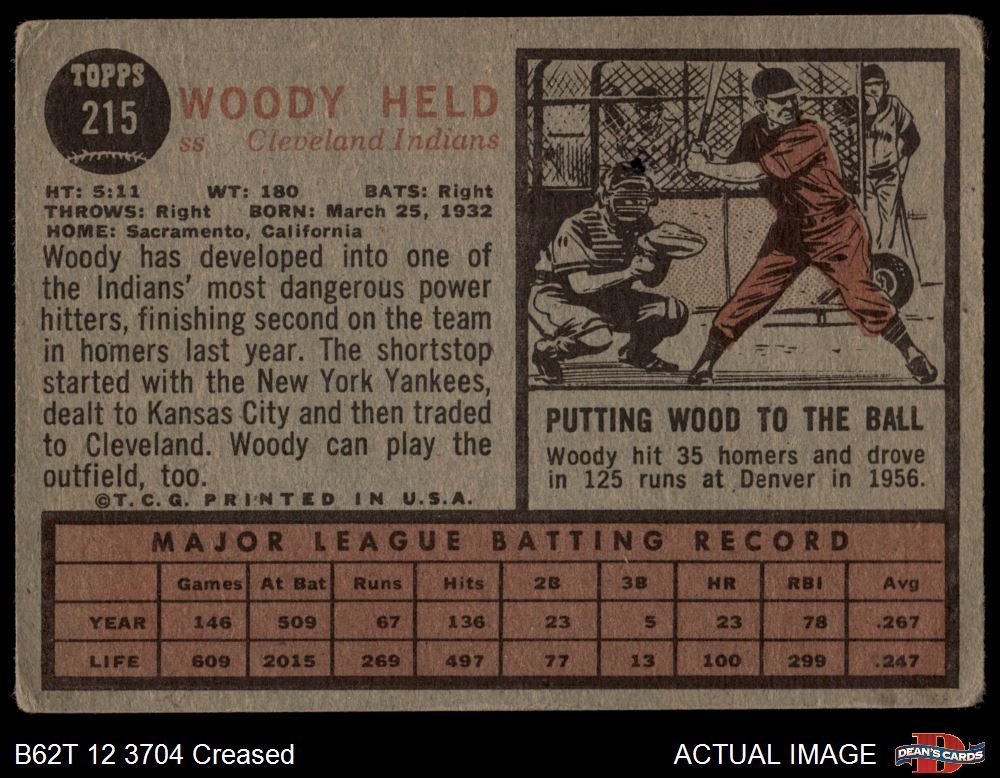 TOPPS
215
WOODY HELD
ss Cleveland Indians
HT: 5:11 WT: 180 BATS: Right
THROWS: Right BORN: March 25, 1932
HOME: Sacramento, California
Woody has developed into one of
the Indians' most dangerous power
hitters, finishing second on the team
in homers last year. The shortstop
started with the New York Yankees,
dealt to Kansas City and then traded
to Cleveland. Woody can play the
outfield, too.
©T.C.G. PRINTED IN U.S.A.
PUTTING WOOD TO THE BALL
Woody hit 35 homers and drove
in 125 runs at Denver in 1956.
MAJOR LEAGUE BATTING RECORD
Games At Bat Runs Hits 2B 3B HR RBI Avg
YEAR 146 509 67 136 23 5 23 78 .267
LIFE 609 2015 269 497 77 13 100 299 .247
B62T 12 3704 Creased
ACTUAL IMAGE
DEAN'S CARDS